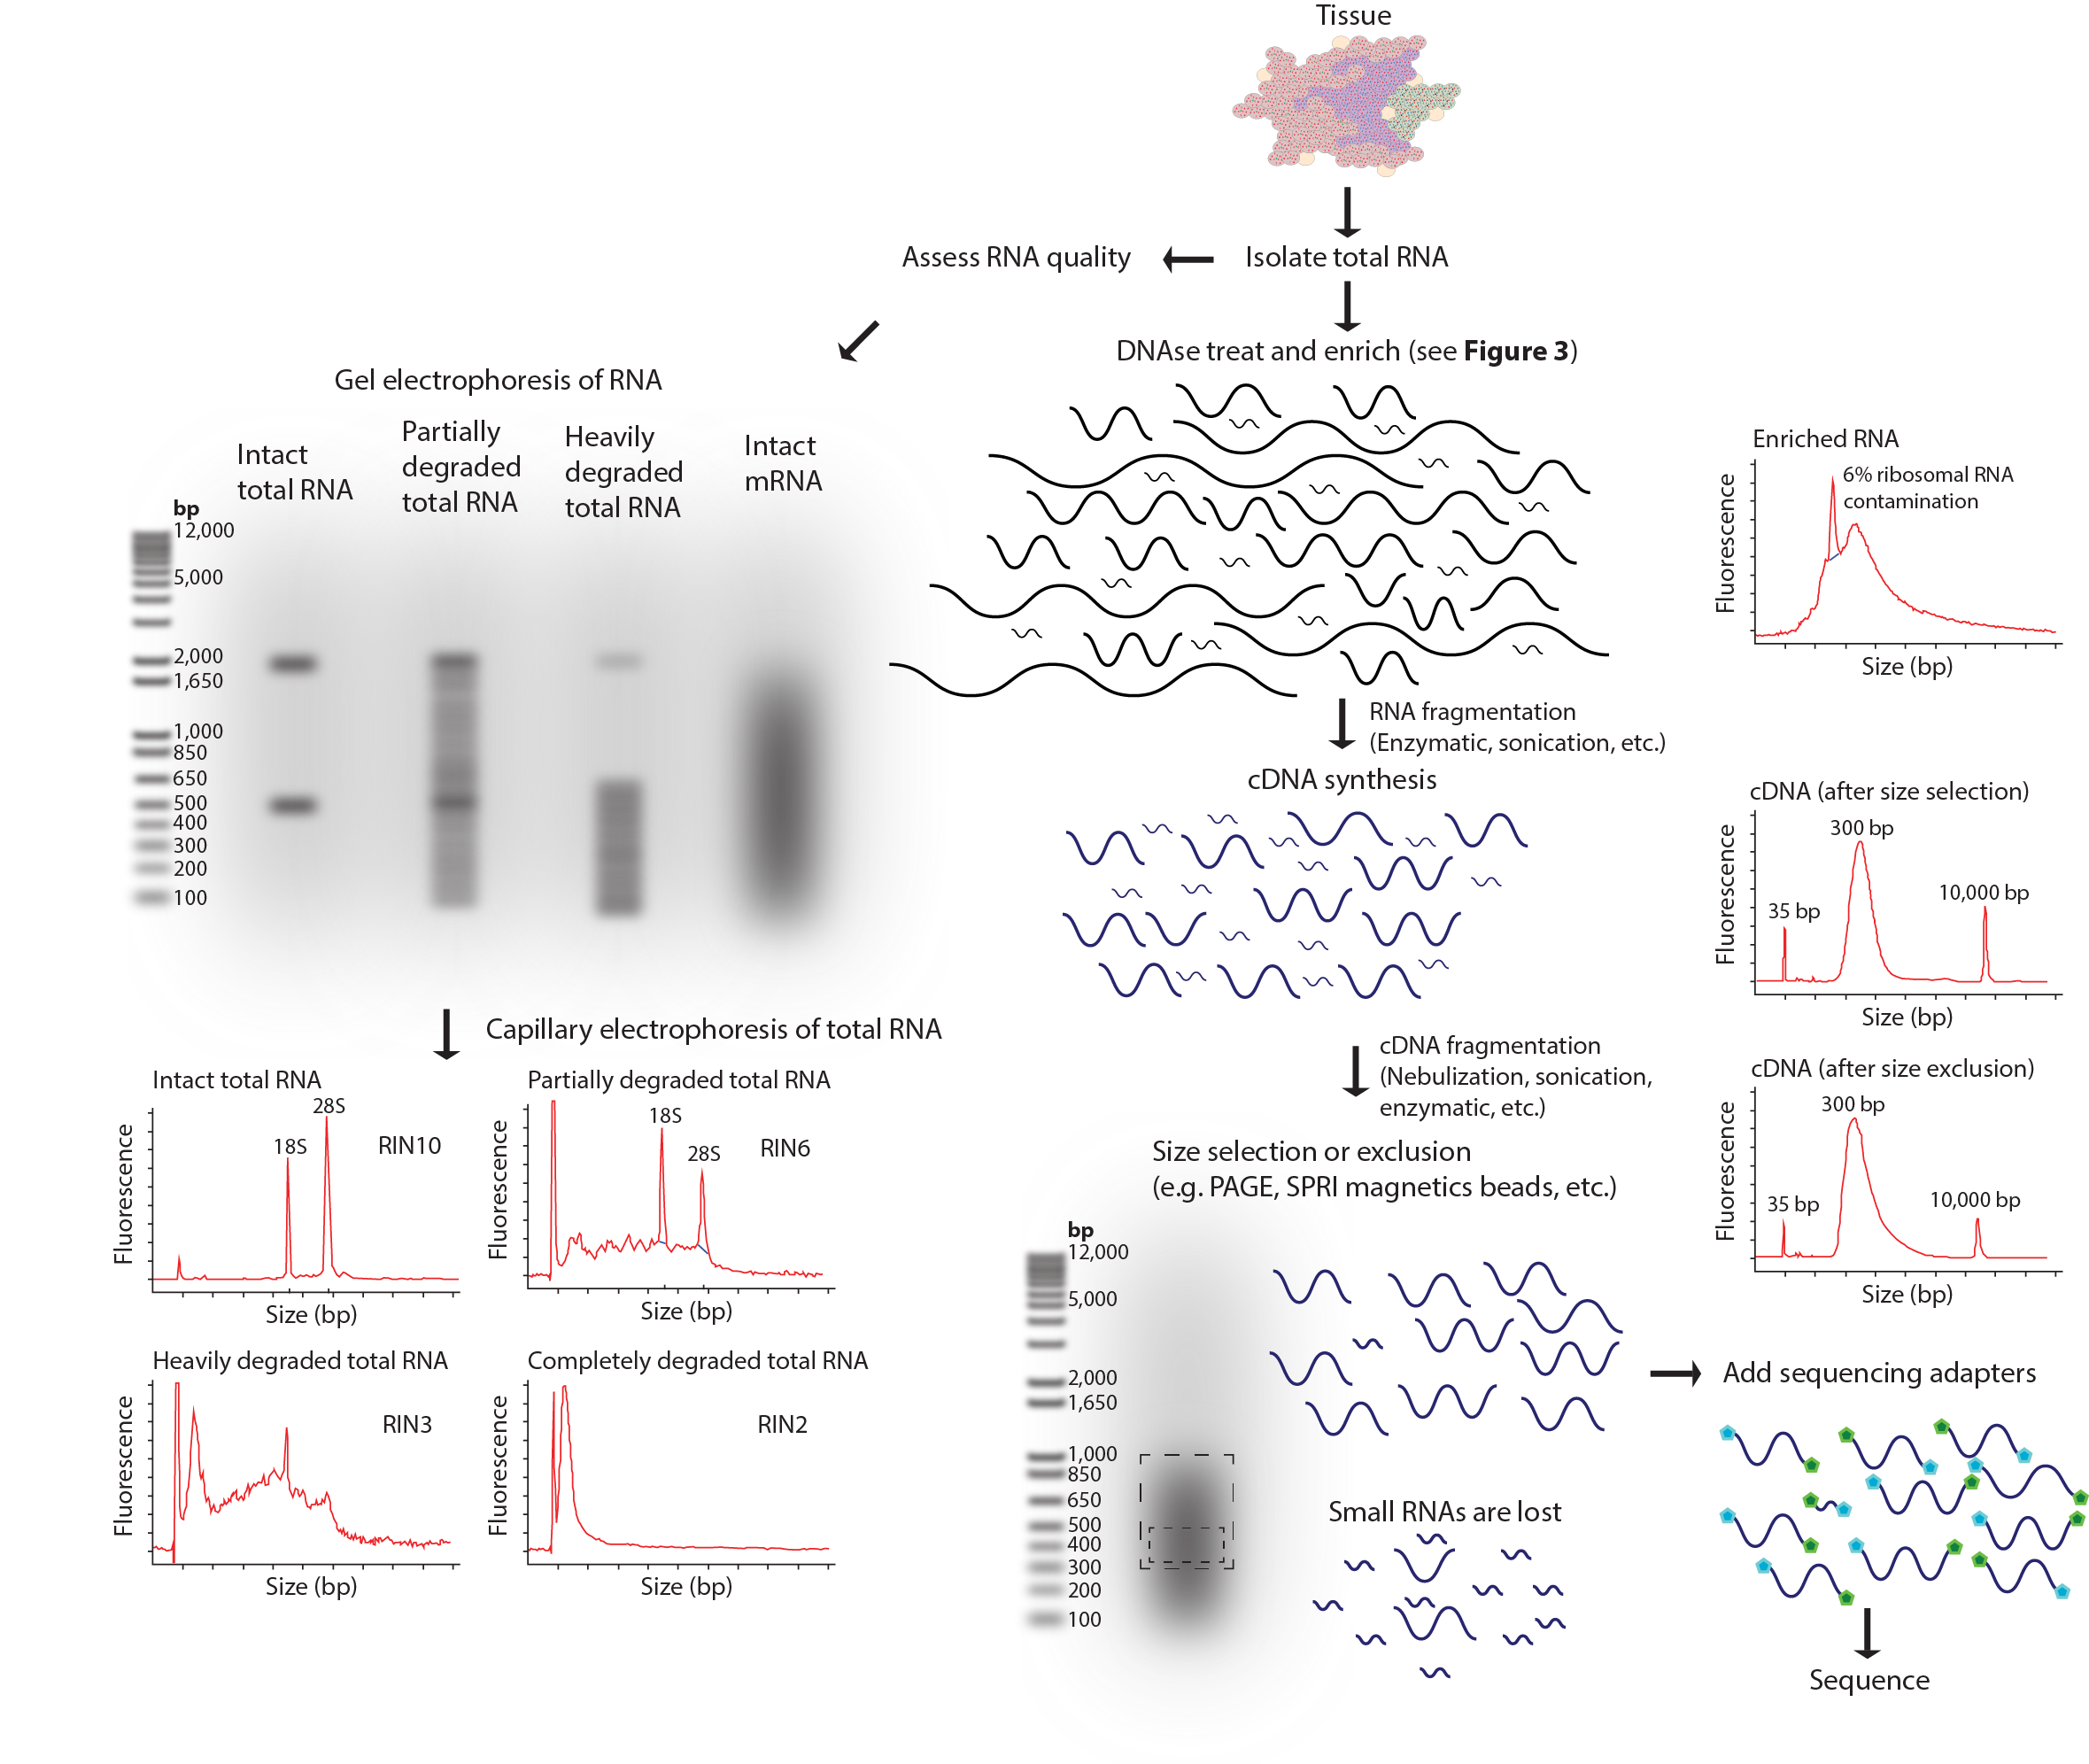 Tissue
Assess RNA quality
Isolate total RNA
DNAse treat and enrich (see Figure 3)
Gel electrophoresis of RNA
Intact
total RNA
Partially
degraded
total RNA
Heavily
degraded
total RNA
Intact
mRNA
bp
12,000
5,000
2,000
1,650
1,000
850
650
500
400
300
200
100
Enriched RNA
6% ribosomal RNA
contamination
Fluorescence
Size (bp)
RNA fragmentation
(Enzymatic, sonication, etc.)
cDNA synthesis
cDNA (after size selection)
300 bp
35 bp
10,000 bp
Fluorescence
Size (bp)
Capillary electrophoresis of total RNA
Intact total RNA
28S
18S
RIN10
Fluorescence
Size (bp)
Partially degraded total RNA
18S
28S
RIN6
Fluorescence
Size (bp)
Heavily degraded total RNA
RIN3
Fluorescence
Size (bp)
Completely degraded total RNA
RIN2
Fluorescence
Size (bp)
cDNA fragmentation
(Nebulization, sonication,
enzymatic, etc.)
cDNA (after size exclusion)
300 bp
35 bp
10,000 bp
Fluorescence
Size (bp)
Size selection or exclusion
(e.g. PAGE, SPRI magnetics beads, etc.)
bp
12,000
5,000
2,000
1,650
1,000
850
650
500
400
300
200
100
Small RNAs are lost
Add sequencing adapters
Sequence